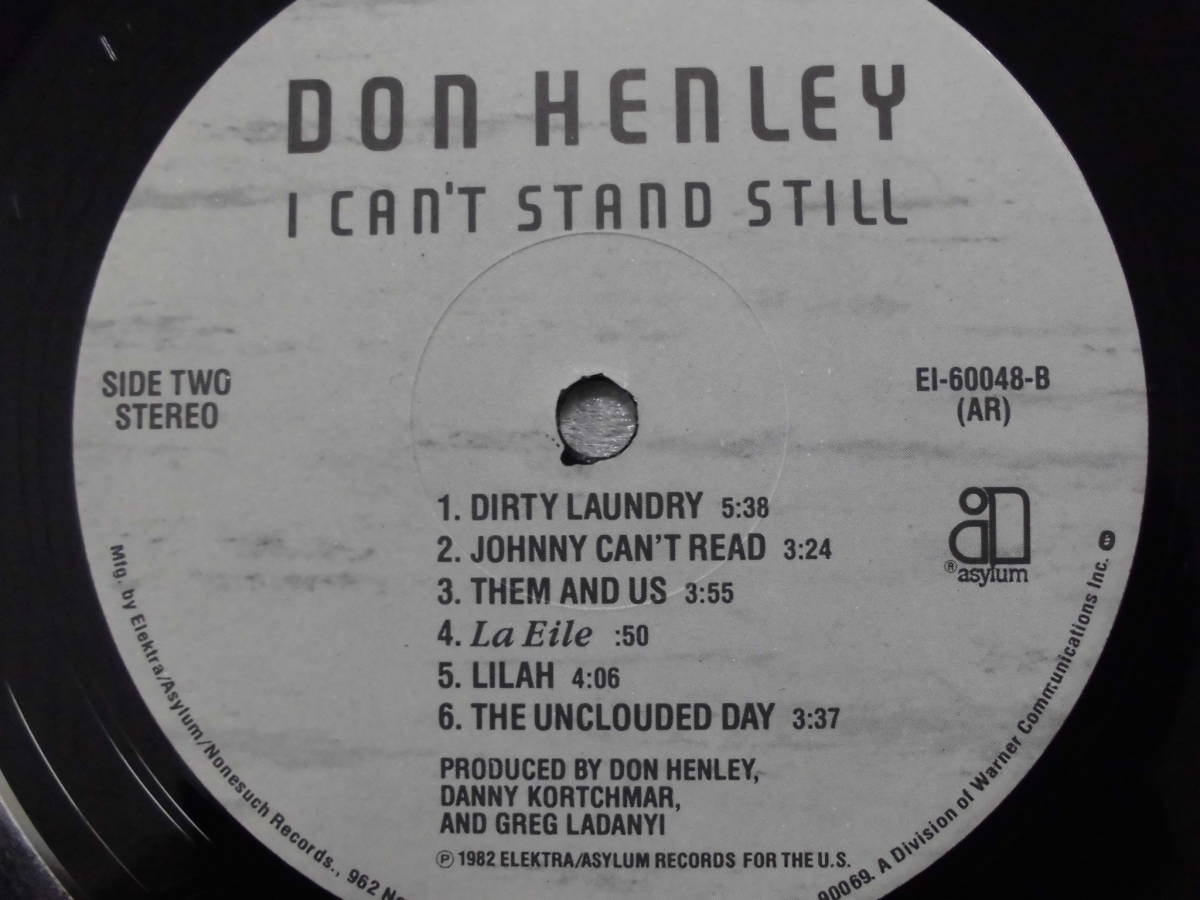 DON HENLEY
I CAN'T STAND STILL
SIDE TWO
STEREO
EI-60048-B
(AR)
® asylum
1. DIRTY LAUNDRY 5:38
2. JOHNNY CAN'T READ 3:24
3. THEM AND US 3:55
4. La Eile :50
5. LILAH 4:06
6. THE UNCLOUDED DAY 3:37
PRODUCED BY DON HENLEY,
DANNY KORTCHMAR,
AND GREG LADANYI
℗ 1982 ELEKTRA/ASYLUM RECORDS FOR THE U.S.
Mfg. by Elektra/Asylum/Nonesuch Records., 962 
90069. A Division of Warner Communications Inc.